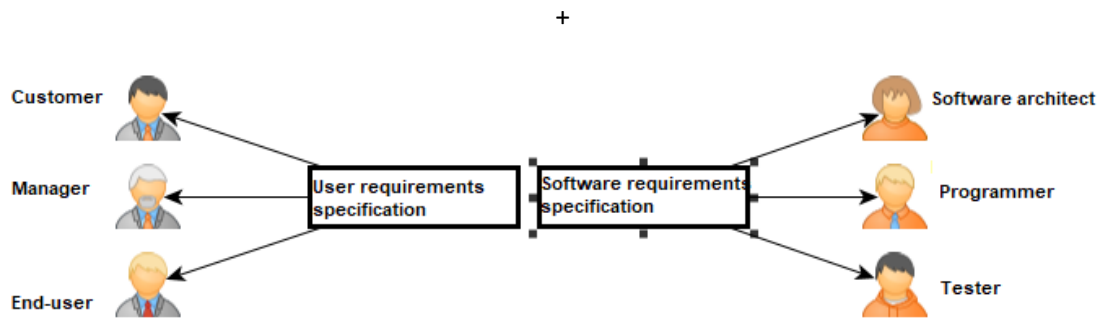 +
Customer
Software architect
Manager
User requirements
specification
Software requirements
specification
Programmer
End-user
Tester